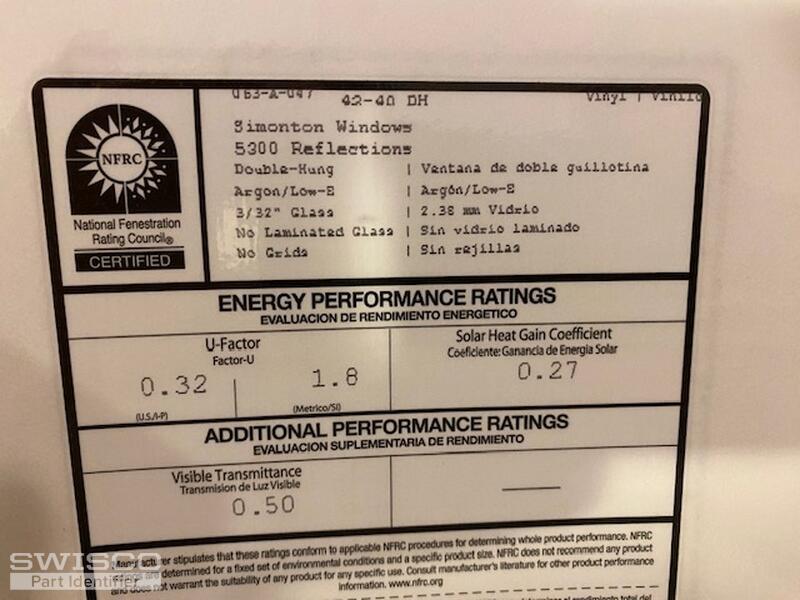 NFRC
National Fenestration
Rating Council®
CERTIFIED
42-40 DH
Vinyl | Vinilo
Simonton Windows
5300 Reflections
Double-Hung | Ventana de doble guillotina
Argon/Low-E | Argón/Low-E
3/32" Glass | 2.38 mm Vidrio
No Laminated Glass | Sin vidrio laminado
No Grids | Sin rejillas
ENERGY PERFORMANCE RATINGS
EVALUACION DE RENDIMIENTO ENERGETICO
U-Factor
Factor-U
0.32 | 1.8
(U.S./I-P)
(Metrico/SI)
Solar Heat Gain Coefficient
Coeficiente: Ganancia de Energia Solar
0.27
ADDITIONAL PERFORMANCE RATINGS
EVALUACION SUPLEMENTARIA DE RENDIMIENTO
Visible Transmittance
Transmision de Luz Visible
0.50
Manufacturer stipulates that these ratings conform to applicable NFRC procedures for determining whole product performance. NFRC
ratings are determined for a fixed set of environmental conditions and a specific product size. NFRC does not recommend any product
and does not warrant the suitability of any product for any specific use. Consult manufacturer's literature for other product performance
information. www.nfrc.org
SWISCO
Part Identifier